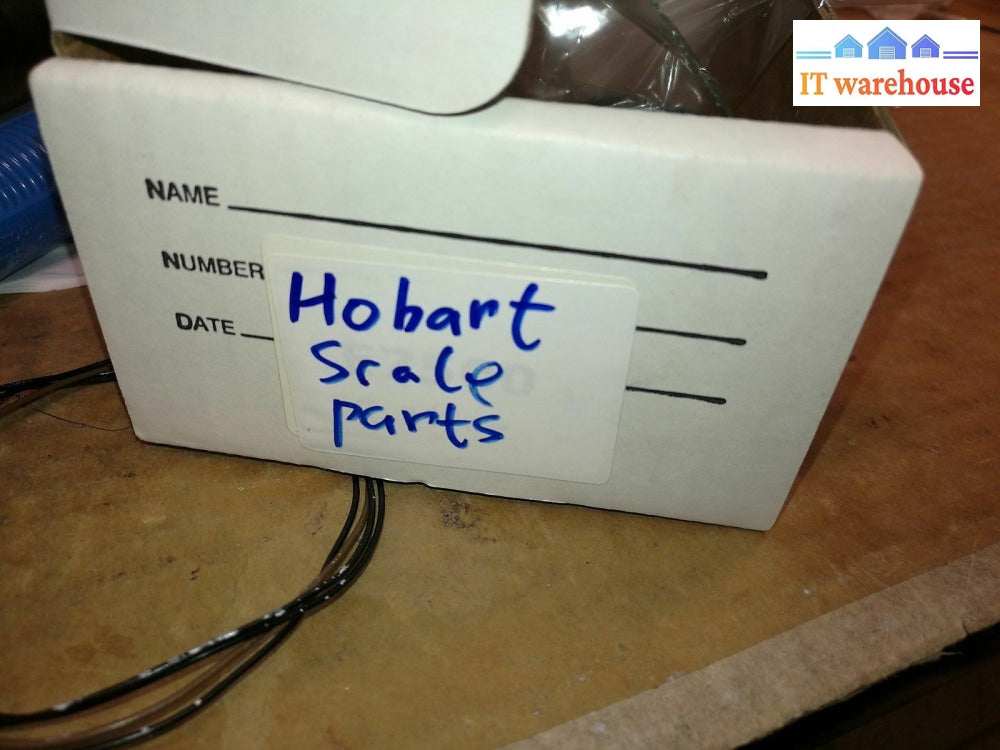 IT warehouse
NAME
NUMBER
DATE
Hobart
Scale
parts